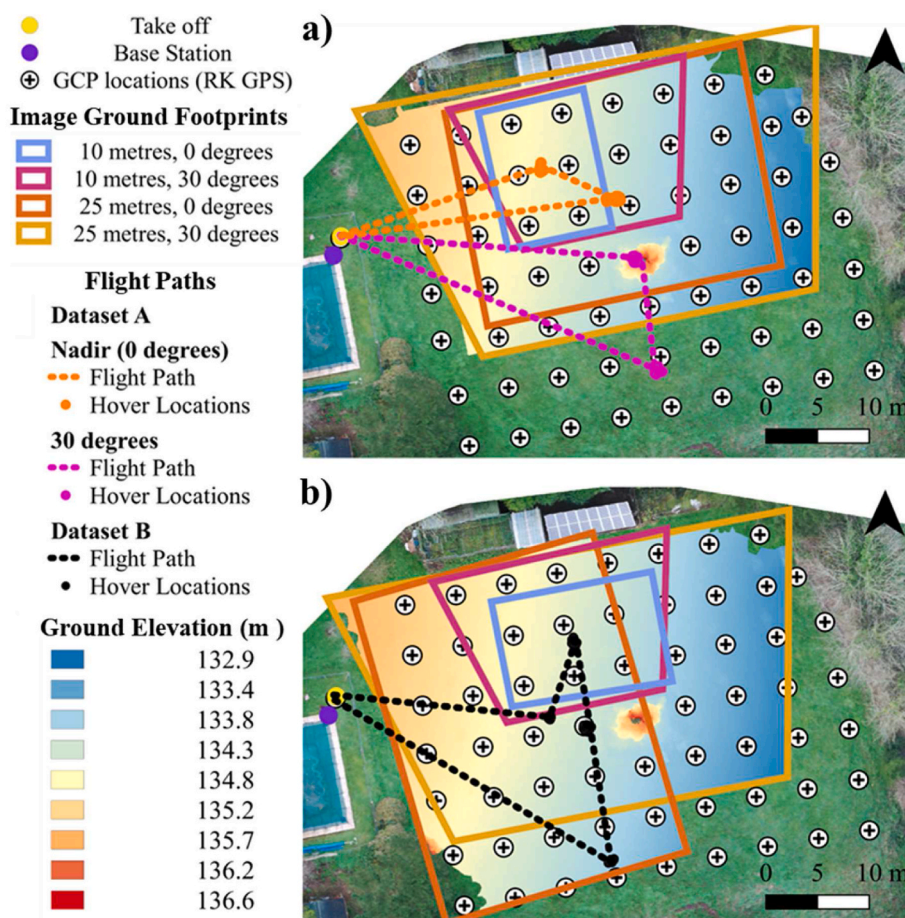 Take off
Base Station
GCP locations (RK GPS)
Image Ground Footprints
10 metres, 0 degrees
10 metres, 30 degrees
25 metres, 0 degrees
25 metres, 30 degrees
Flight Paths
Dataset A
Nadir (0 degrees)
Flight Path
Hover Locations
30 degrees
Flight Path
Hover Locations
Dataset B
Flight Path
Hover Locations
Ground Elevation (m )
132.9
133.4
133.8
134.3
134.8
135.2
135.7
136.2
136.6
a)
0 5 10 m
b)
0 5 10 m